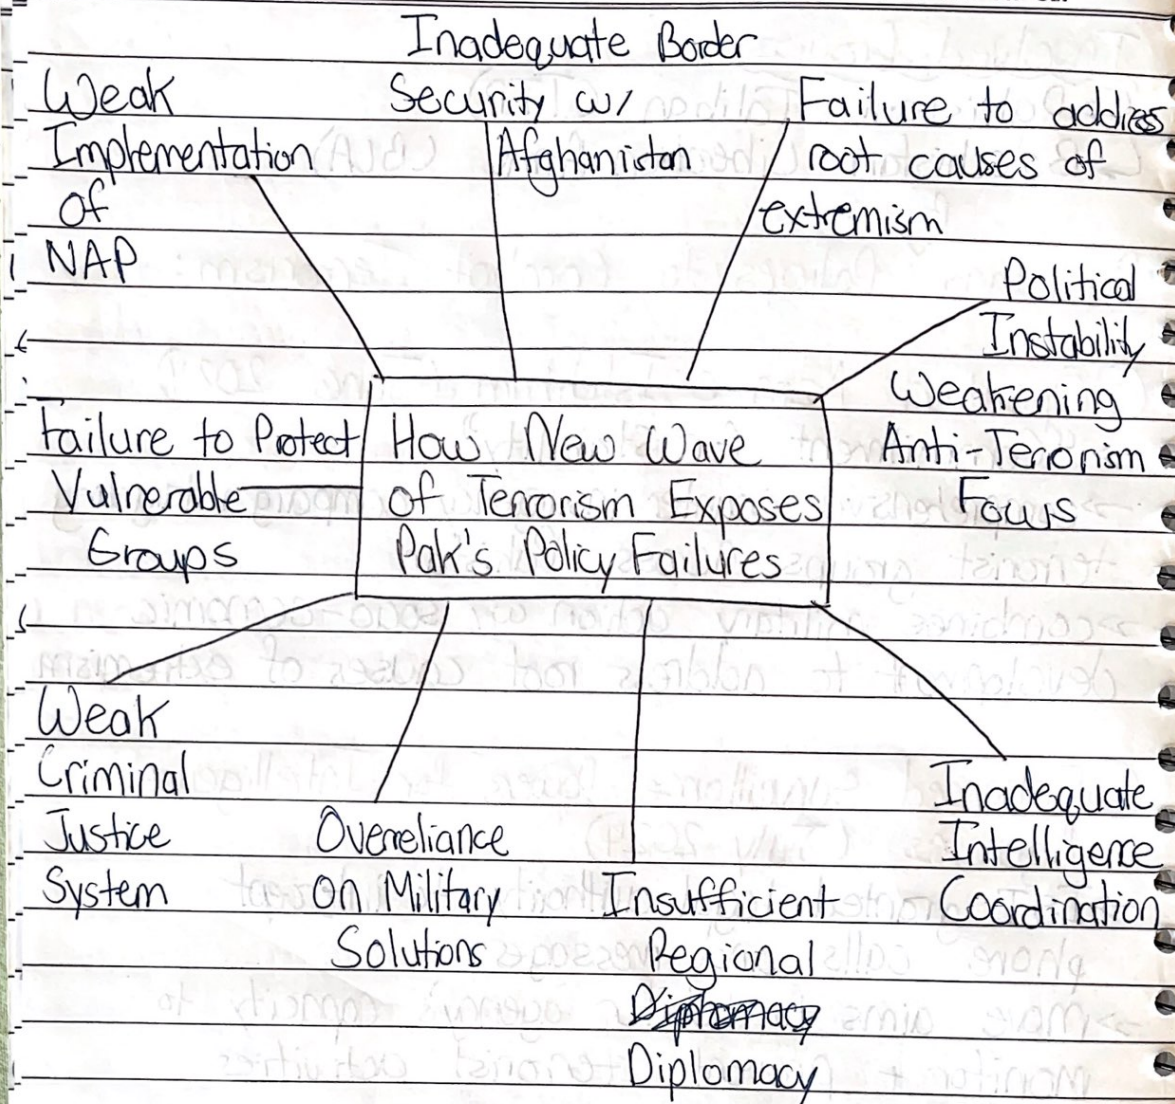 Inadequate Border
Security w/
Afghanistan
Weak
Implementation
of
NAP
Failure to address
root causes of
extremism
Political
Instability
Weakening
Anti-Terrorism
Focus
Failure to Protect
Vulnerable
Groups
How New Wave
of Terrorism Exposes
Pak's Policy Failures
Weak
Criminal
Justice
System
Overreliance
on Military
Solutions
Insufficient
Regional
Diplomacy
Diplomacy
Inadequate
Intelligence
Coordination